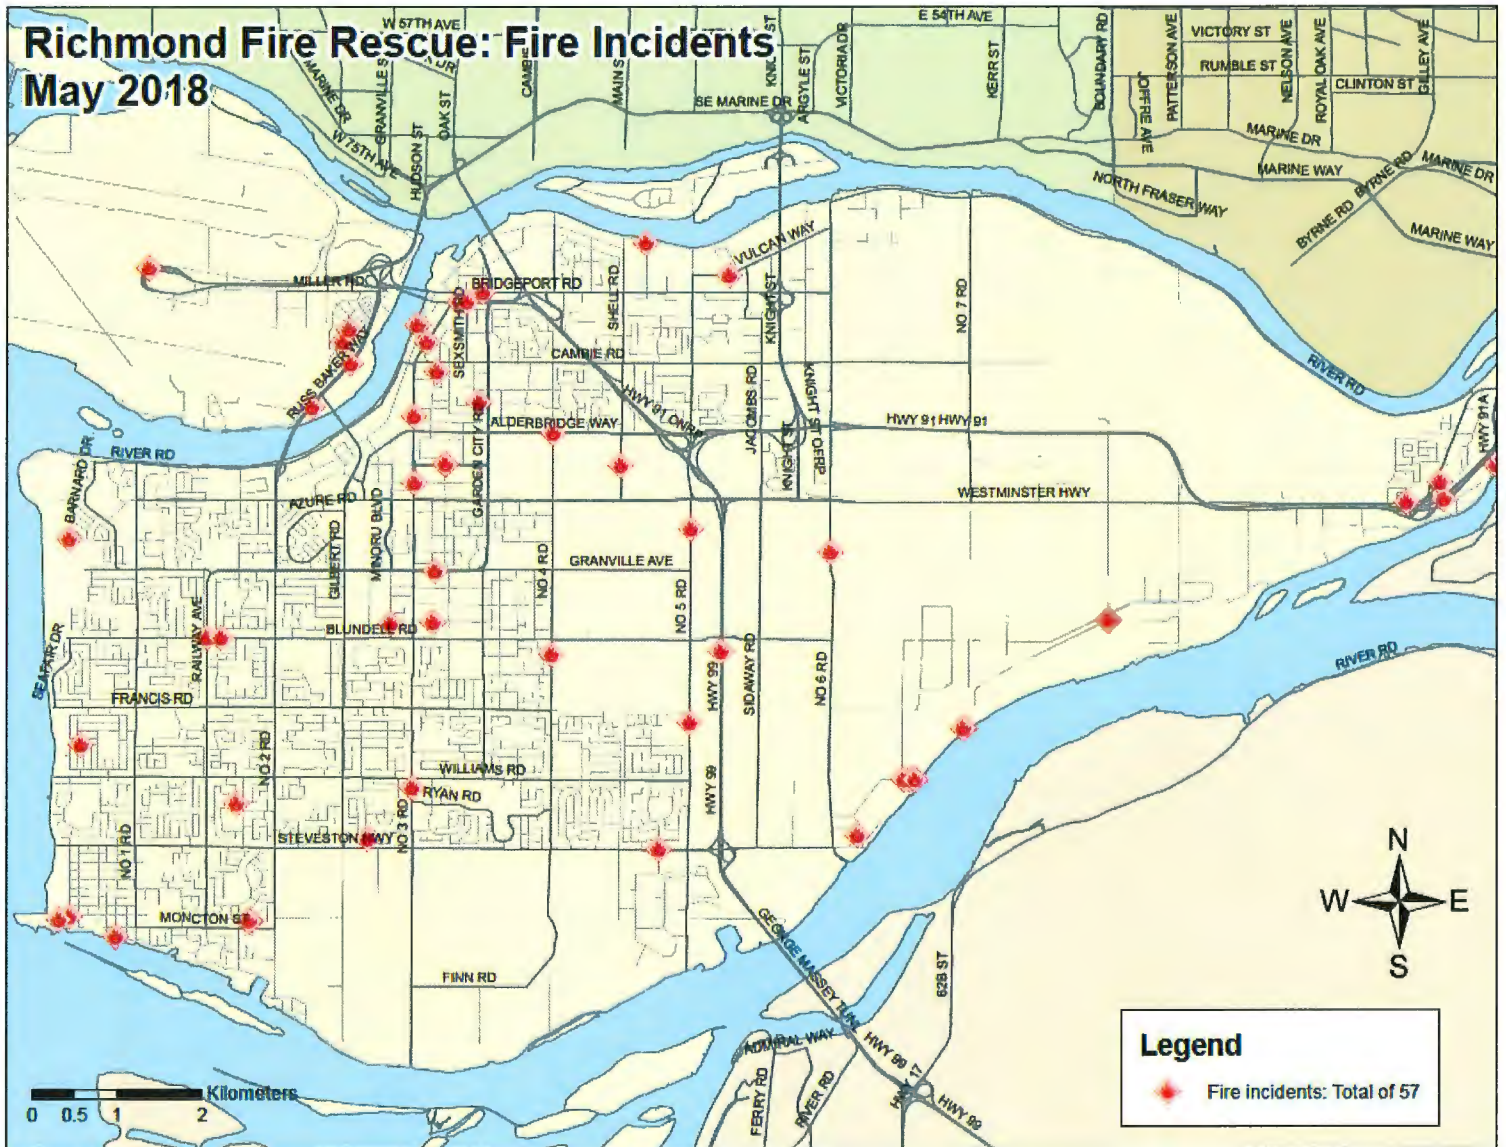 Richmond Fire Rescue: Fire Incidents
May 2018
W 57TH AVE
E 54TH AVE
MARINE DR
OAK ST
MAIN S
KERR ST
VICTORIA DR
ARGYLE ST
BOUNDARY RD
JOFFRE AVE
PATTERSON AVE
VICTORY ST
RUMBLE ST
NELSON AVE
ROYAL OAK AVE
CLINTON ST
GILLEY AVE
SE MARINE DR
W 75TH AVE
HUDSON ST
MARINE DR
MARINE WAY
MARINE DR
NORTH FRASER WAY
BYRNE RD
BYRNE RD
MARINE WAY
VULCAN WAY
MILLER RD
BRIDGEPORT RD
SEXSMITH RD
SHELL RD
KNIGHT ST
NO 7 RD
RIVER RD
CAMBIE RD
RUSS BAKER WAY
HWY 91 ONRP
JACOBS RD
KNIGHT ST OFRP
HWY 91 HWY 91
HWY 91A
ALDERBRIDGE WAY
GARDEN CITY RD
KNIGHT ST
RIVER RD
BARNARD DR
AZURE RD
GILBERT RD
MINORU BLVD
WESTMINSTER HWY
NO 4 RD
GRANVILLE AVE
NO 5 RD
RAILWAY AVE
BLUNDELL RD
SEAFAIR DR
FRANCIS RD
HWY 99
SIDAWAY RD
NO 6 RD
RIVER RD
NO 2 RD
WILLIAMS RD
RYAN RD
HWY 99
NO 3 RD
STEVESTON HWY
NO 1 RD
MONCTON ST
FINN RD
GEORGE MASSEY TUNL
62B ST
ADMIRAL WAY
HWY 99
HWY 17
HWY 99
FERRY RD
RIVER RD
N
W E
S
Legend
Fire incidents: Total of 57
Kilometers
0 0.5 1 2